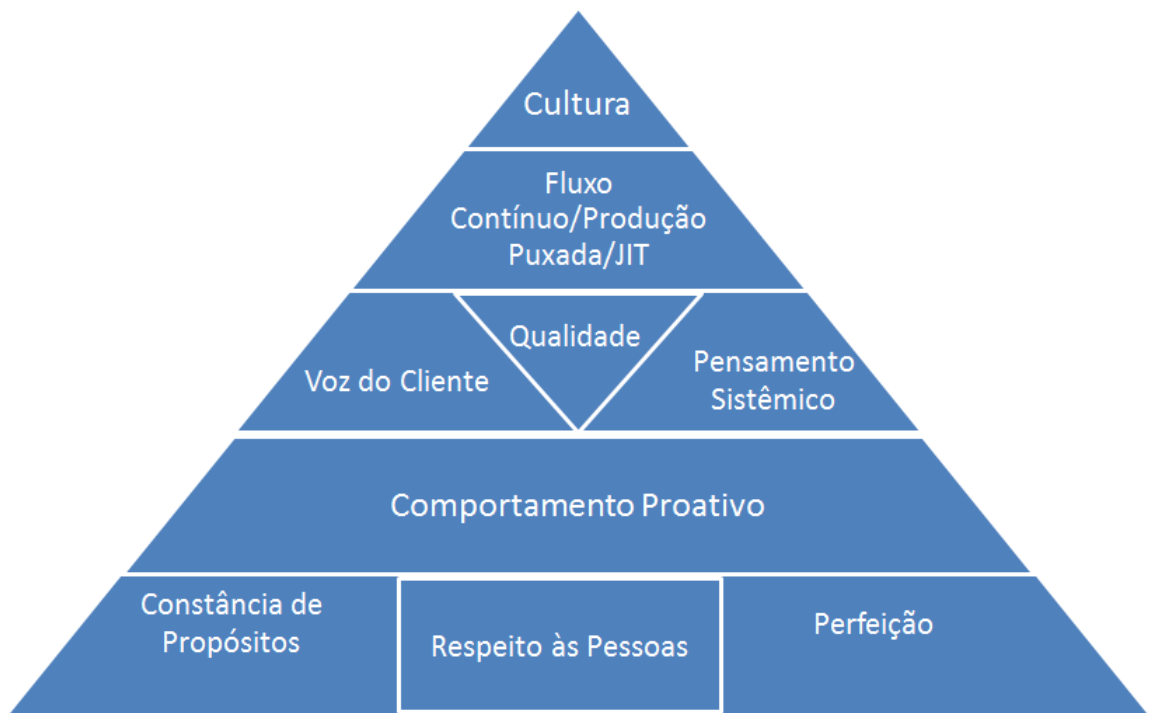 Cultura
Fluxo
Contínuo/Produção
Puxada/JIT
Voz do Cliente
Qualidade
Pensamento
Sistêmico
Comportamento Proativo
Constância de
Propósitos
Respeito às Pessoas
Perfeição